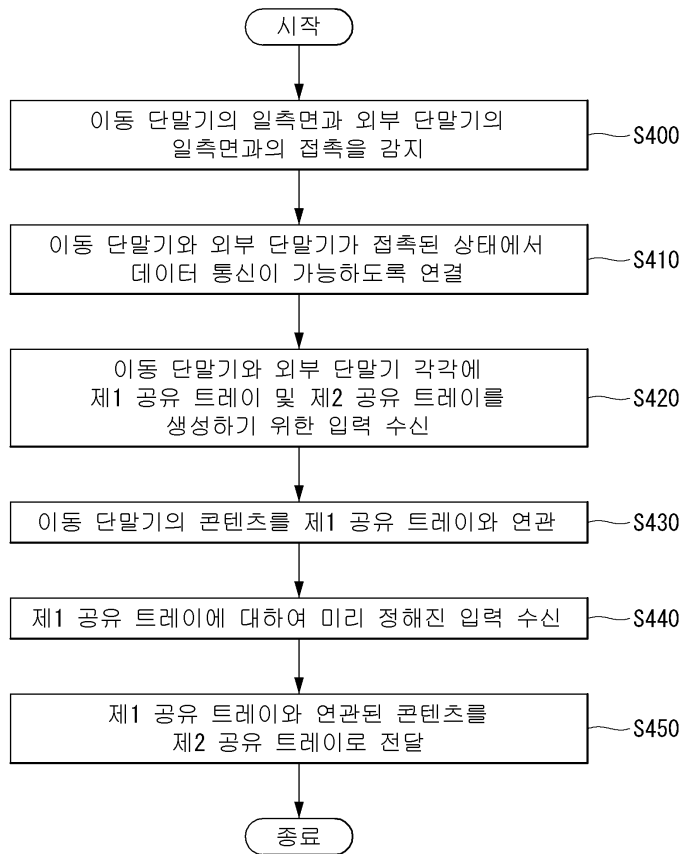 시작
이동 단말기의 일측면과 외부 단말기의
일측면과의 접촉을 감지
S400
이동 단말기와 외부 단말기가 접촉된 상태에서
데이터 통신이 가능하도록 연결
S410
이동 단말기와 외부 단말기 각각에
제1 공유 트레이 및 제2 공유 트레이를
생성하기 위한 입력 수신
S420
이동 단말기의 콘텐츠를 제1 공유 트레이와 연관
S430
제1 공유 트레이에 대하여 미리 정해진 입력 수신
S440
제1 공유 트레이와 연관된 콘텐츠를
제2 공유 트레이로 전달
S450
종료